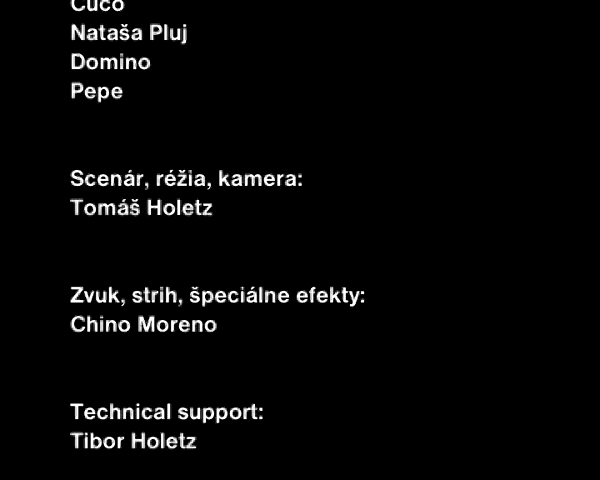 Cuco
Nataša Pluj
Domino
Pepe
Scenár, réžia, kamera:
Tomáš Holetz
Zvuk, strih, špeciálne efekty:
Chino Moreno
Technical support:
Tibor Holetz